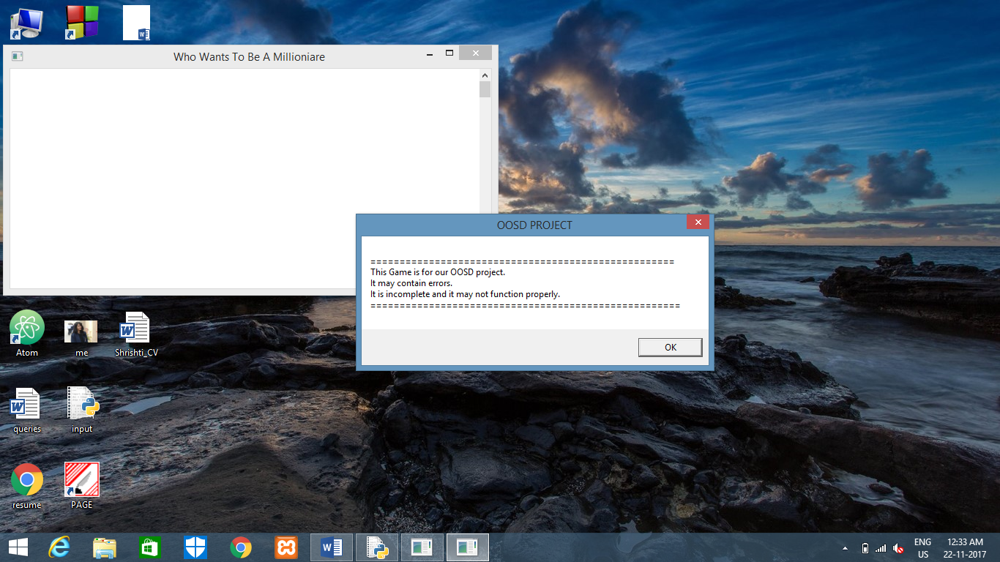 Who Wants To Be A Millioniare
OOSD PROJECT
====================================================
This Game is for our OOSD project.
It may contain errors.
It is incomplete and it may not function properly.
=====================================================
OK
Atom
me
Shrishti_CV
queries
input
resume
PAGE
ENG
US
12:33 AM
22-11-2017